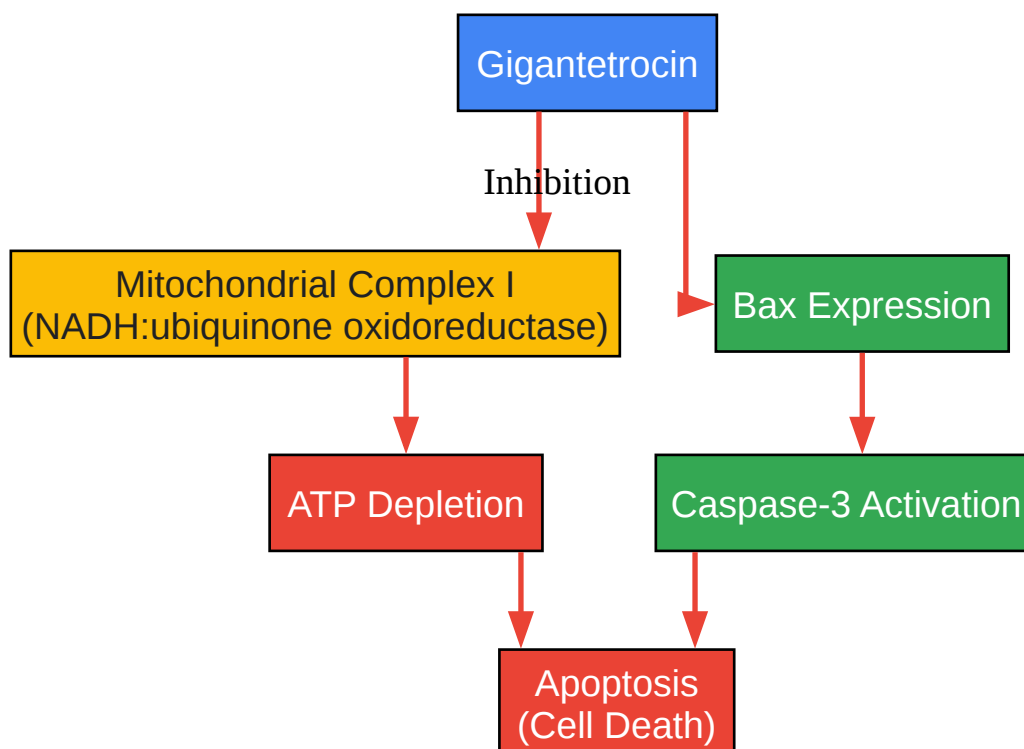 Gigantetrocin
Inhibition
Mitochondrial Complex I
(NADH:ubiquinone oxidoreductase)
Bax Expression
ATP Depletion
Caspase-3 Activation
Apoptosis
(Cell Death)